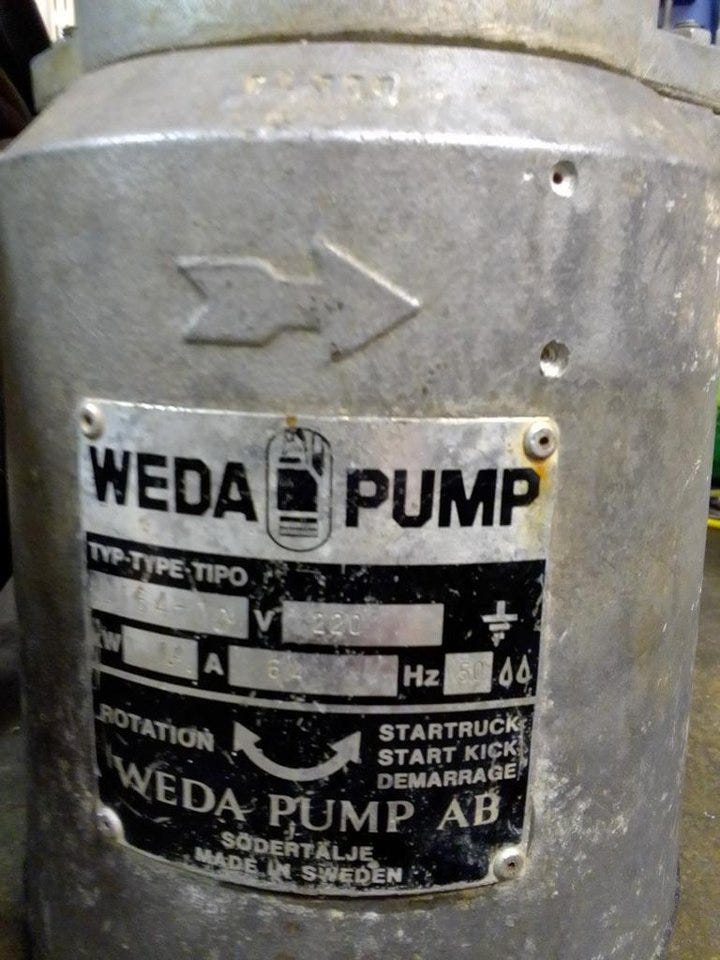 WEDA PUMP
TYP-TYPE-TIPO
V 220
W A Hz 50
ROTATION
STARTRUCK
START KICK
DEMARRAGE
WEDA PUMP AB
SÖDERTÄLJE
MADE IN SWEDEN